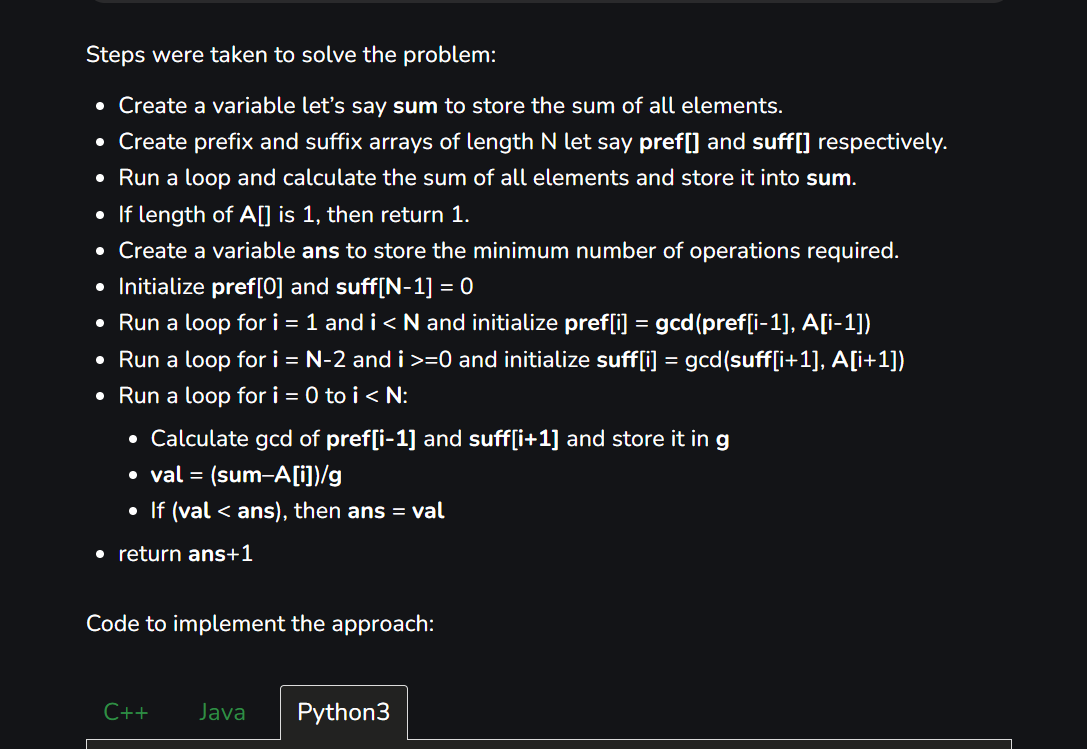 Steps were taken to solve the problem:
• Create a variable let’s say sum to store the sum of all elements.
• Create prefix and suffix arrays of length N let say pref[] and suff[] respectively.
• Run a loop and calculate the sum of all elements and store it into sum.
• If length of A[] is 1, then return 1.
• Create a variable ans to store the minimum number of operations required.
• Initialize pref[0] and suff[N-1] = 0
• Run a loop for i = 1 and i < N and initialize pref[i] = gcd(pref[i-1], A[i-1])
• Run a loop for i = N-2 and i >=0 and initialize suff[i] = gcd(suff[i+1], A[i+1])
• Run a loop for i = 0 to i < N:
• Calculate gcd of pref[i-1] and suff[i+1] and store it in g
• val = (sum–A[i])/g
• If (val < ans), then ans = val
• return ans+1
Code to implement the approach:
C++ Java Python3